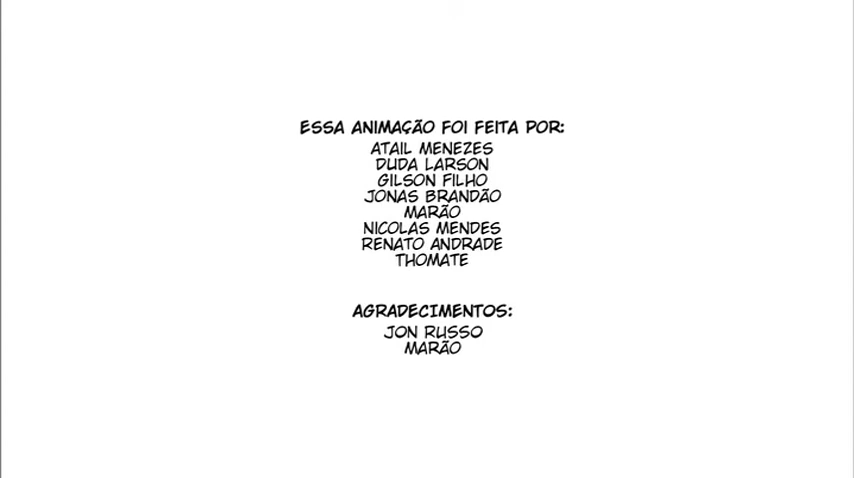 ESSA ANIMAÇÃO FOI FEITA POR:
ATAIL MENEZES
DUDA LARSON
GILSON FILHO
JONAS BRANDÃO
MARÃO
NICOLAS MENDES
RENATO ANDRADE
THOMATE
AGRADECIMENTOS:
JON RUSSO
MARÃO